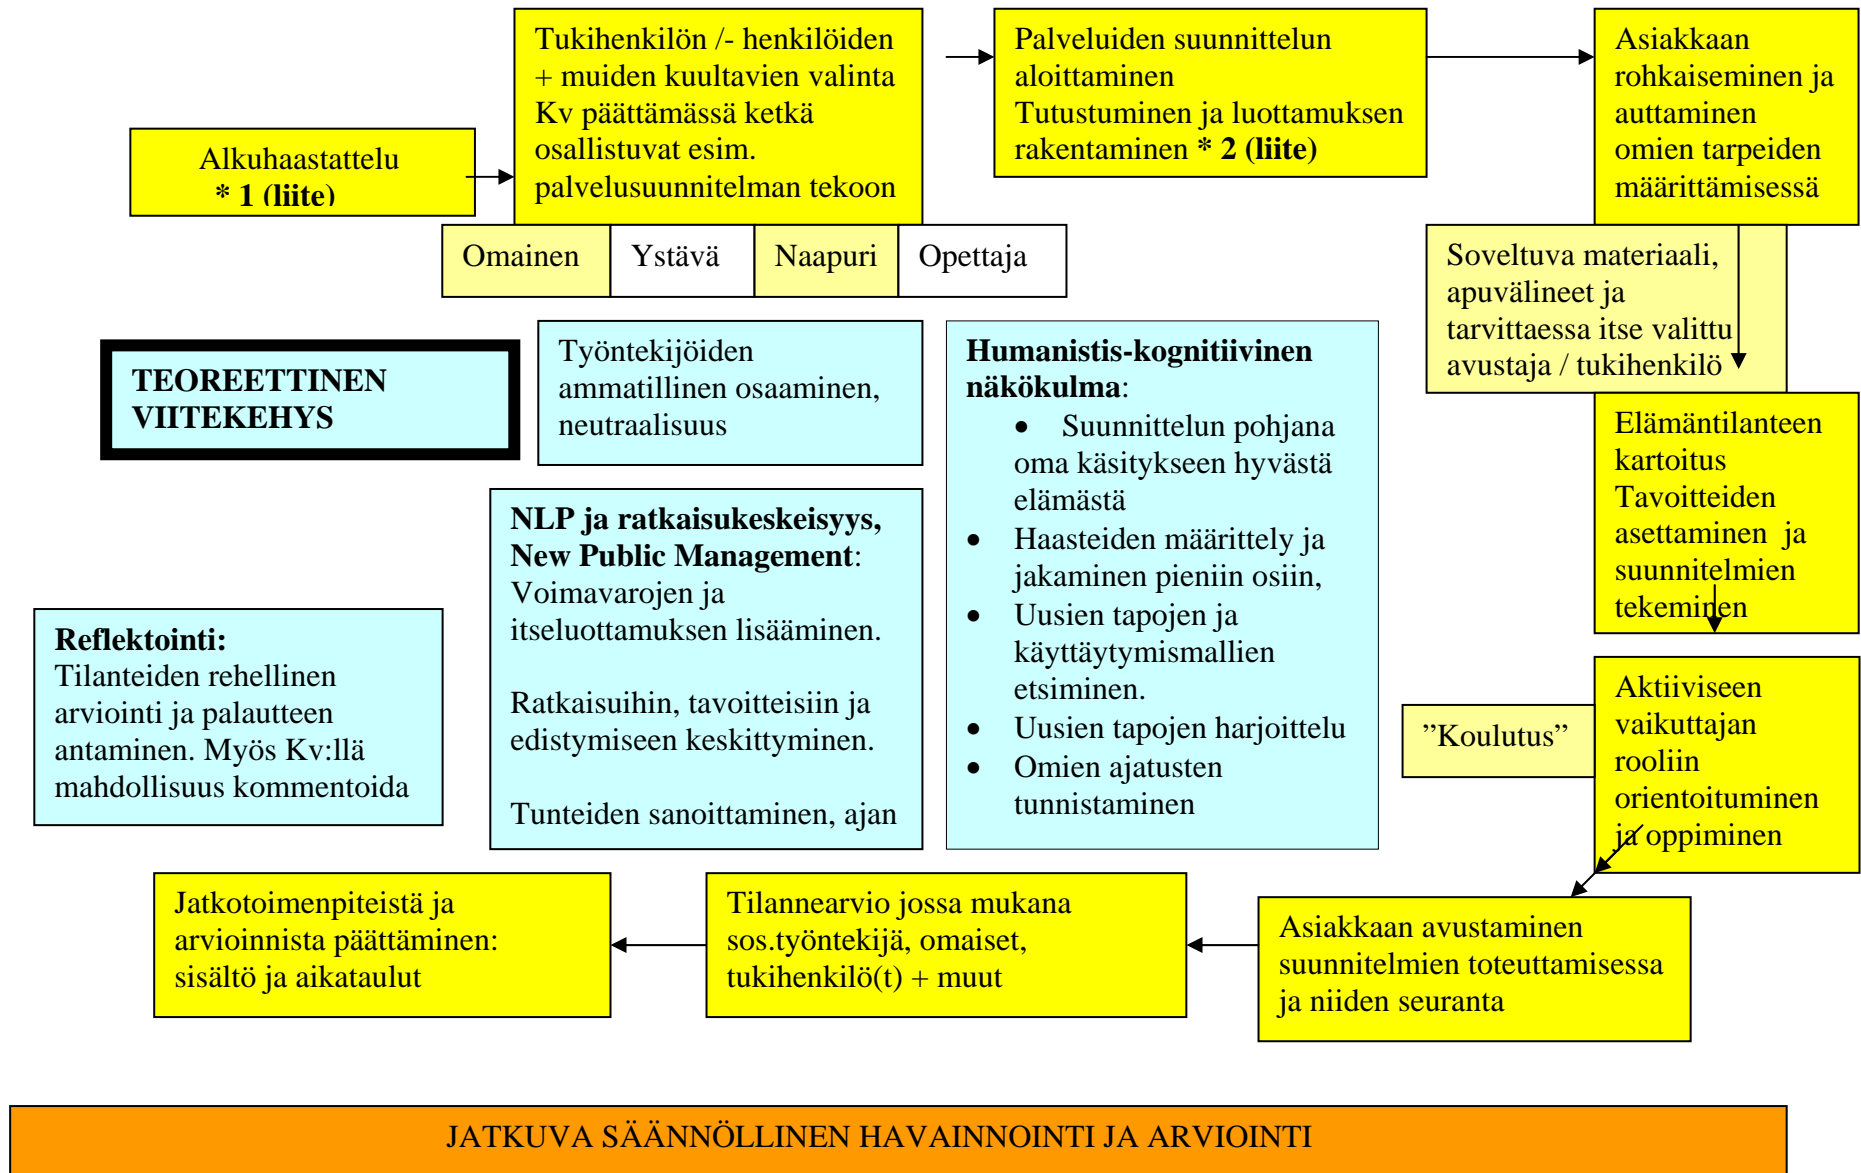 Alkuhaastattelu
* 1 (liite)
Tukihenkilön /- henkilöiden
+ muiden kuultavien valinta
Kv päättämässä ketkä
osallistuvat esim.
palvelusuunnitelman tekoon
Omainen
Ystävä
Naapuri
Opettaja
Palveluiden suunnittelun
aloittaminen
Tutustuminen ja luottamuksen
rakentaminen * 2 (liite)
Asiakkaan
rohkaiseminen ja
auttaminen
omien tarpeiden
määrittämisessä
Soveltuva materiaali,
apuvälineet ja
tarvittaessa itse valittu
avustaja / tukihenkilö
Elämäntilanteen
kartoitus
Tavoitteiden
asettaminen ja
suunnitelmien
tekeminen
Aktiiviseen
vaikuttajan
rooliin
orientoituminen
ja oppiminen
”Koulutus”
TEOREETTINEN
VIITEKEHYS
Työntekijöiden
ammatillinen osaaminen,
neutraalisuus
Humanistis-kognitiivinen
näkökulma:
• Suunnittelun pohjana
oma käsitykseen hyvästä
elämästä
• Haasteiden määrittely ja
jakaminen pieniin osiin,
• Uusien tapojen ja
käyttäytymismallien
etsiminen.
• Uusien tapojen harjoittelu
• Omien ajatusten
tunnistaminen
NLP ja ratkaisukeskeisyys,
New Public Management:
Voimavarojen ja
itseluottamuksen lisääminen.
Ratkaisuihin, tavoitteisiin ja
edistymiseen keskittyminen.
Tunteiden sanoittaminen, ajan
Reflektointi:
Tilanteiden rehellinen
arviointi ja palautteen
antaminen. Myös Kv:llä
mahdollisuus kommentoida
Asiakkaan avustaminen
suunnitelmien toteuttamisessa
ja niiden seuranta
Tilannearvio jossa mukana
sos.työntekijä, omaiset,
tukihenkilö(t) + muut
Jatkotoimenpiteistä ja
arvioinnista päättäminen:
sisältö ja aikataulut
JATKUVA SÄÄNNÖLLINEN HAVAINNOINTI JA ARVIOINTI